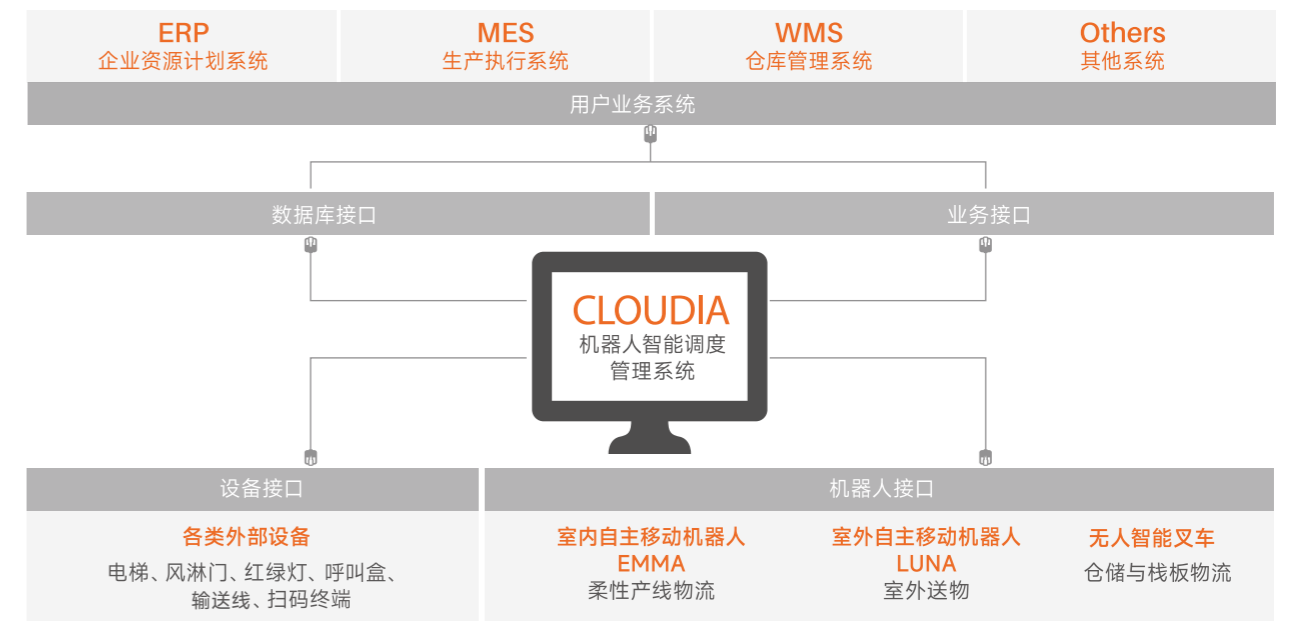 ERP
企业资源计划系统
MES
生产执行系统
WMS
仓库管理系统
Others
其他系统
用户业务系统
数据库接口
业务接口
CLOUDIA
机器人智能调度
管理系统
设备接口
机器人接口
各类外部设备
电梯、风淋门、红绿灯、呼叫盒、
输送线、扫码终端
室内自主移动机器人
EMMA
柔性产线物流
室外自主移动机器人
LUNA
室外送物
无人智能叉车
仓储与栈板物流